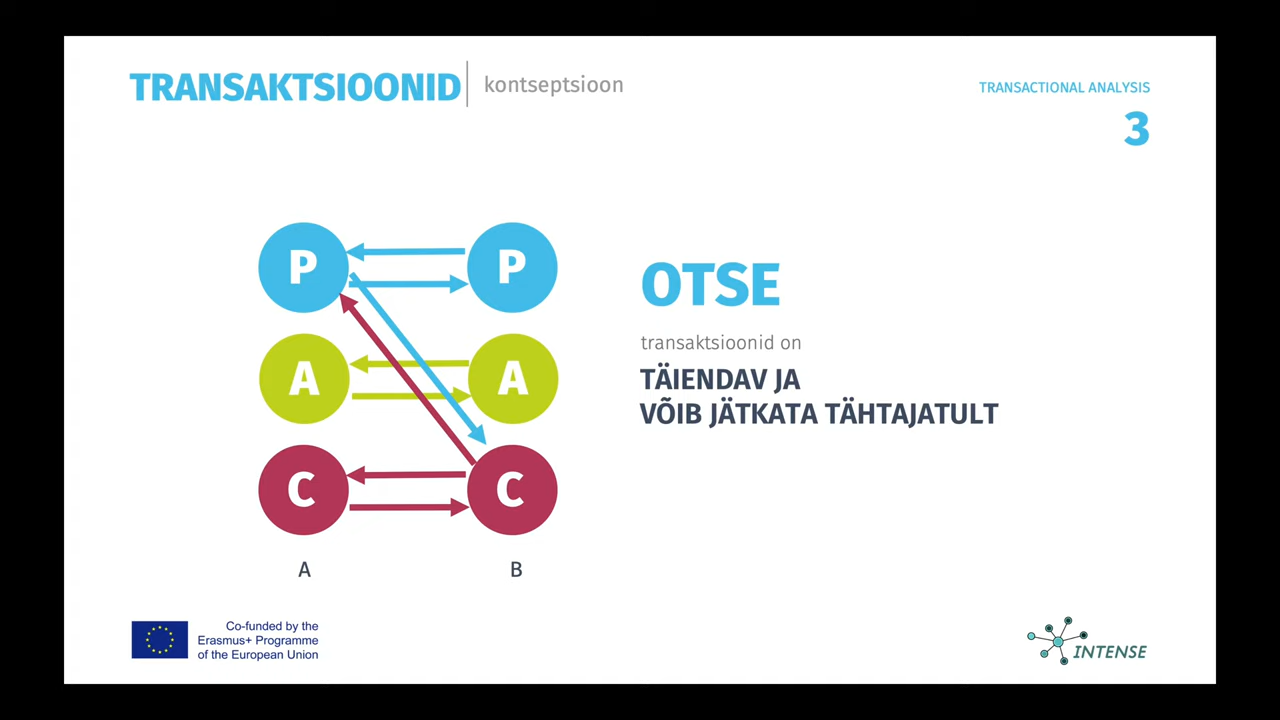 TRANSAKTSIOONID
kontseptsioon
TRANSACTIONAL ANALYSIS
3
P P
A A
C C
A B
OTSE
transaktsioonid on
TÄIENDAV JA
VÕIB JÄTKATA TÄHTAJATULT
Co-funded by the
Erasmus+ Programme
of the European Union
INTENSE